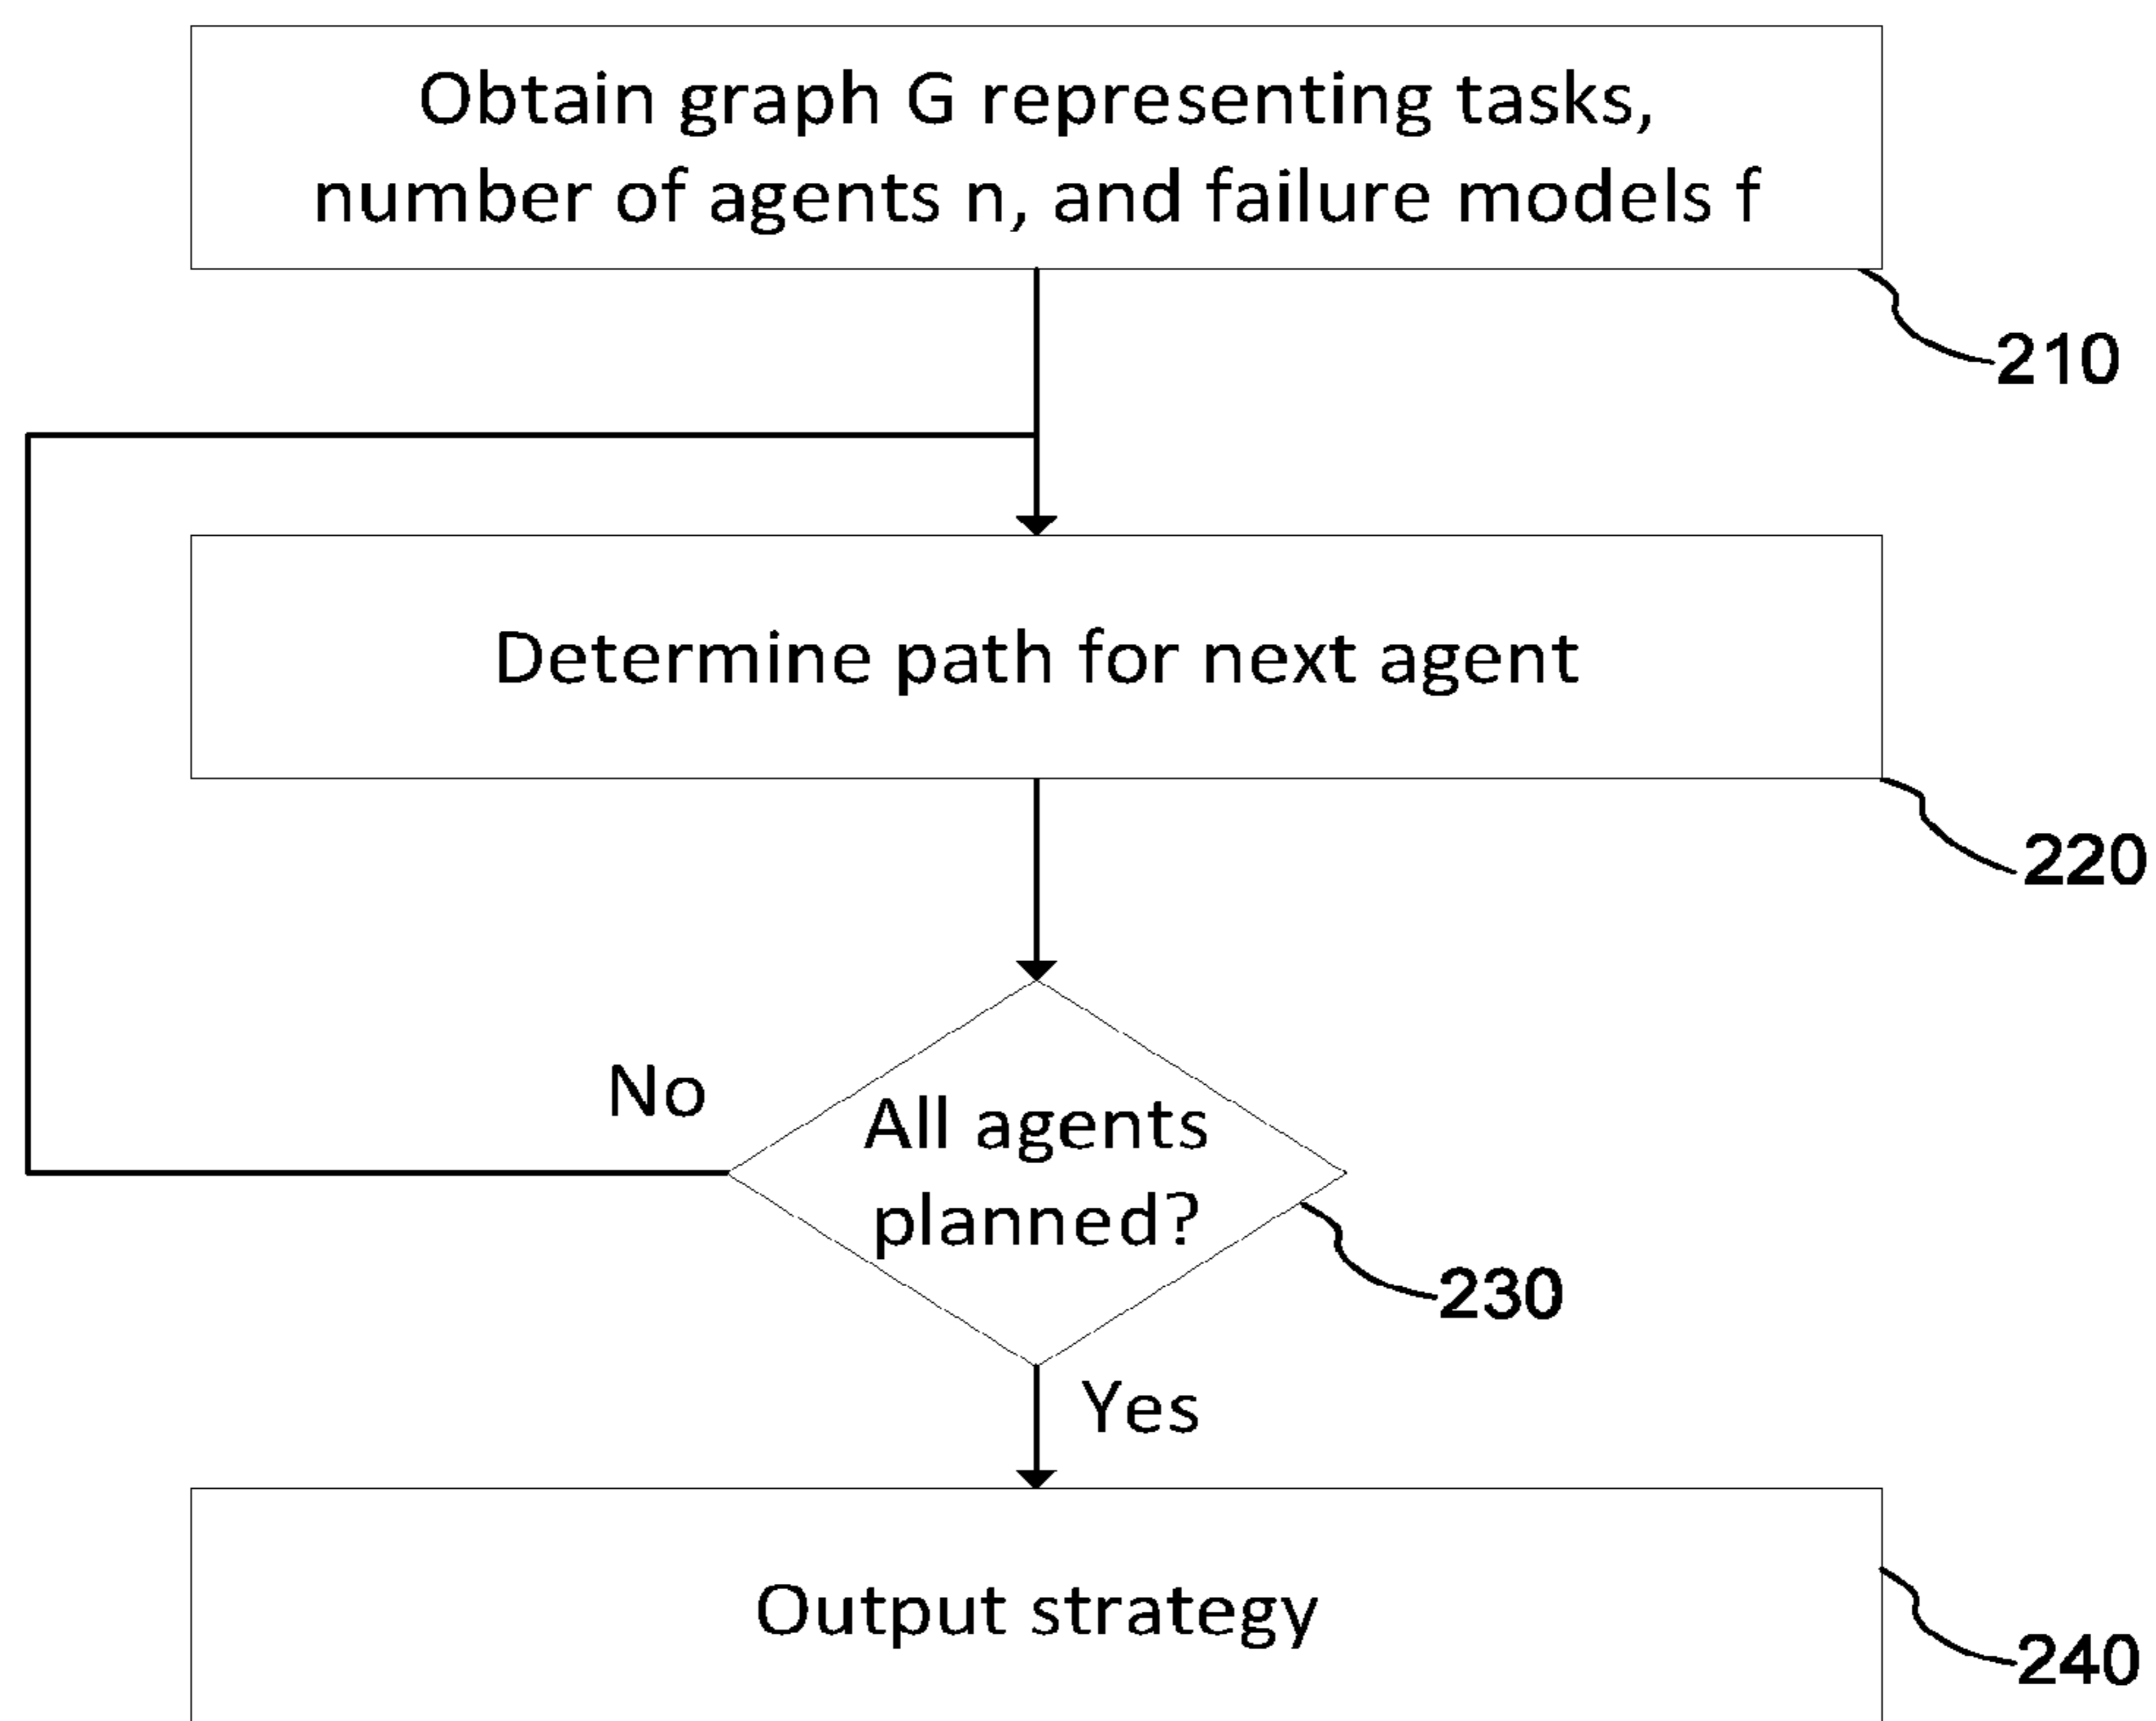 Obtain graph G representing tasks,
number of agents n, and failure models f
210
Determine path for next agent
220
No
All agents
planned?
230
Yes
Output strategy
240